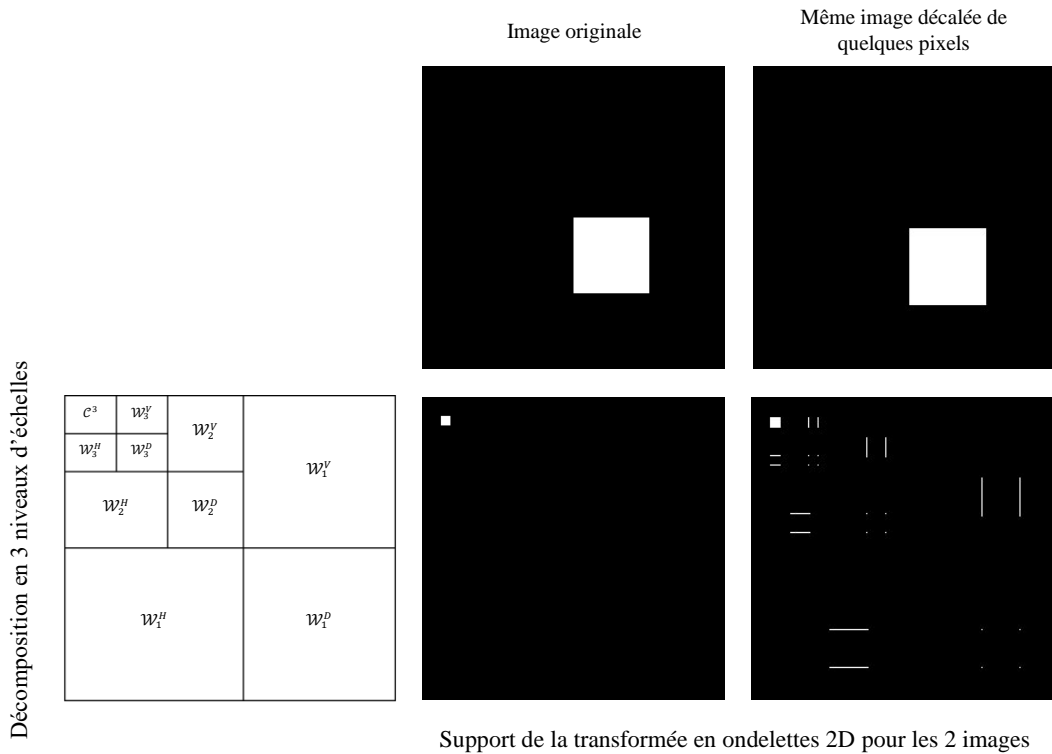 Image originale
Même image décalée de
quelques pixels
Décomposition en 3 niveaux d'échelles
𝒞³ 𝒲₃ⱽ
𝒲₂ⱽ
𝒲₃ᴴ 𝒲₃ᴰ
𝒲₁ⱽ
𝒲₂ᴴ 𝒲₂ᴰ
𝒲₁ᴴ 𝒲₁ᴰ
Support de la transformée en ondelettes 2D pour les 2 images